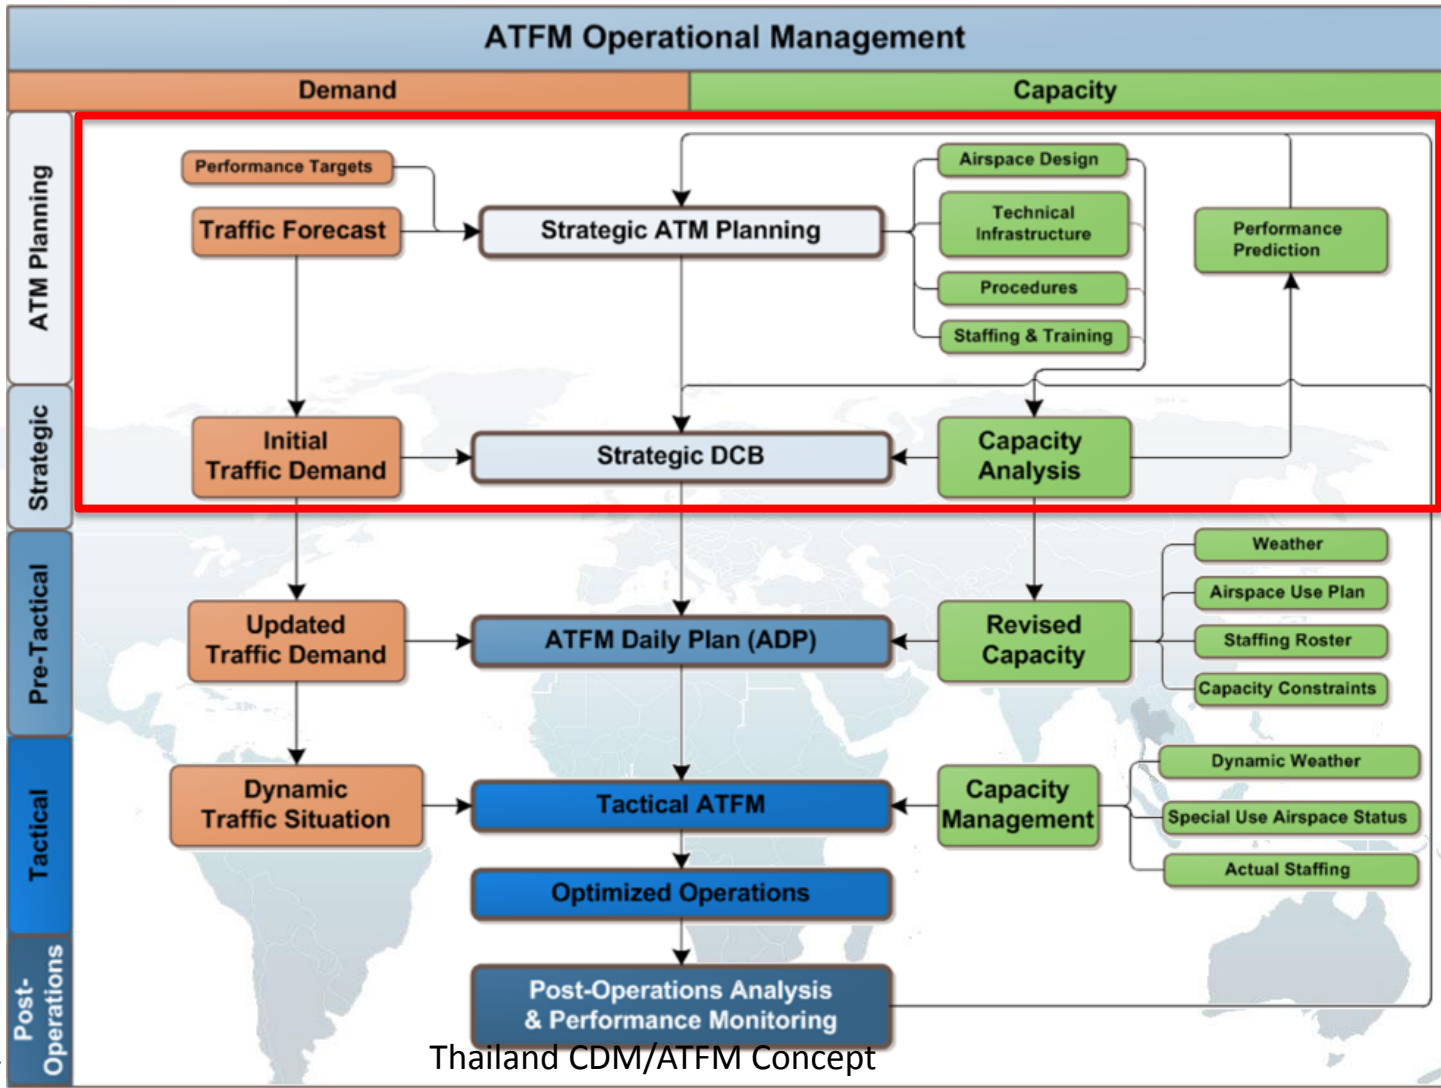 ATFM Operational Management
Demand
Capacity
ATM Planning
Performance Targets
Traffic Forecast
Strategic ATM Planning
Airspace Design
Technical
Infrastructure
Procedures
Staffing & Training
Performance
Prediction
Strategic
Initial
Traffic Demand
Strategic DCB
Capacity
Analysis
Pre-Tactical
Updated
Traffic Demand
ATFM Daily Plan (ADP)
Revised
Capacity
Weather
Airspace Use Plan
Staffing Roster
Capacity Constraints
Tactical
Dynamic
Traffic Situation
Tactical ATFM
Capacity
Management
Dynamic Weather
Special Use Airspace Status
Actual Staffing
Optimized Operations
Post-
Operations
Post-Operations Analysis
& Performance Monitoring
Thailand CDM/ATFM Concept